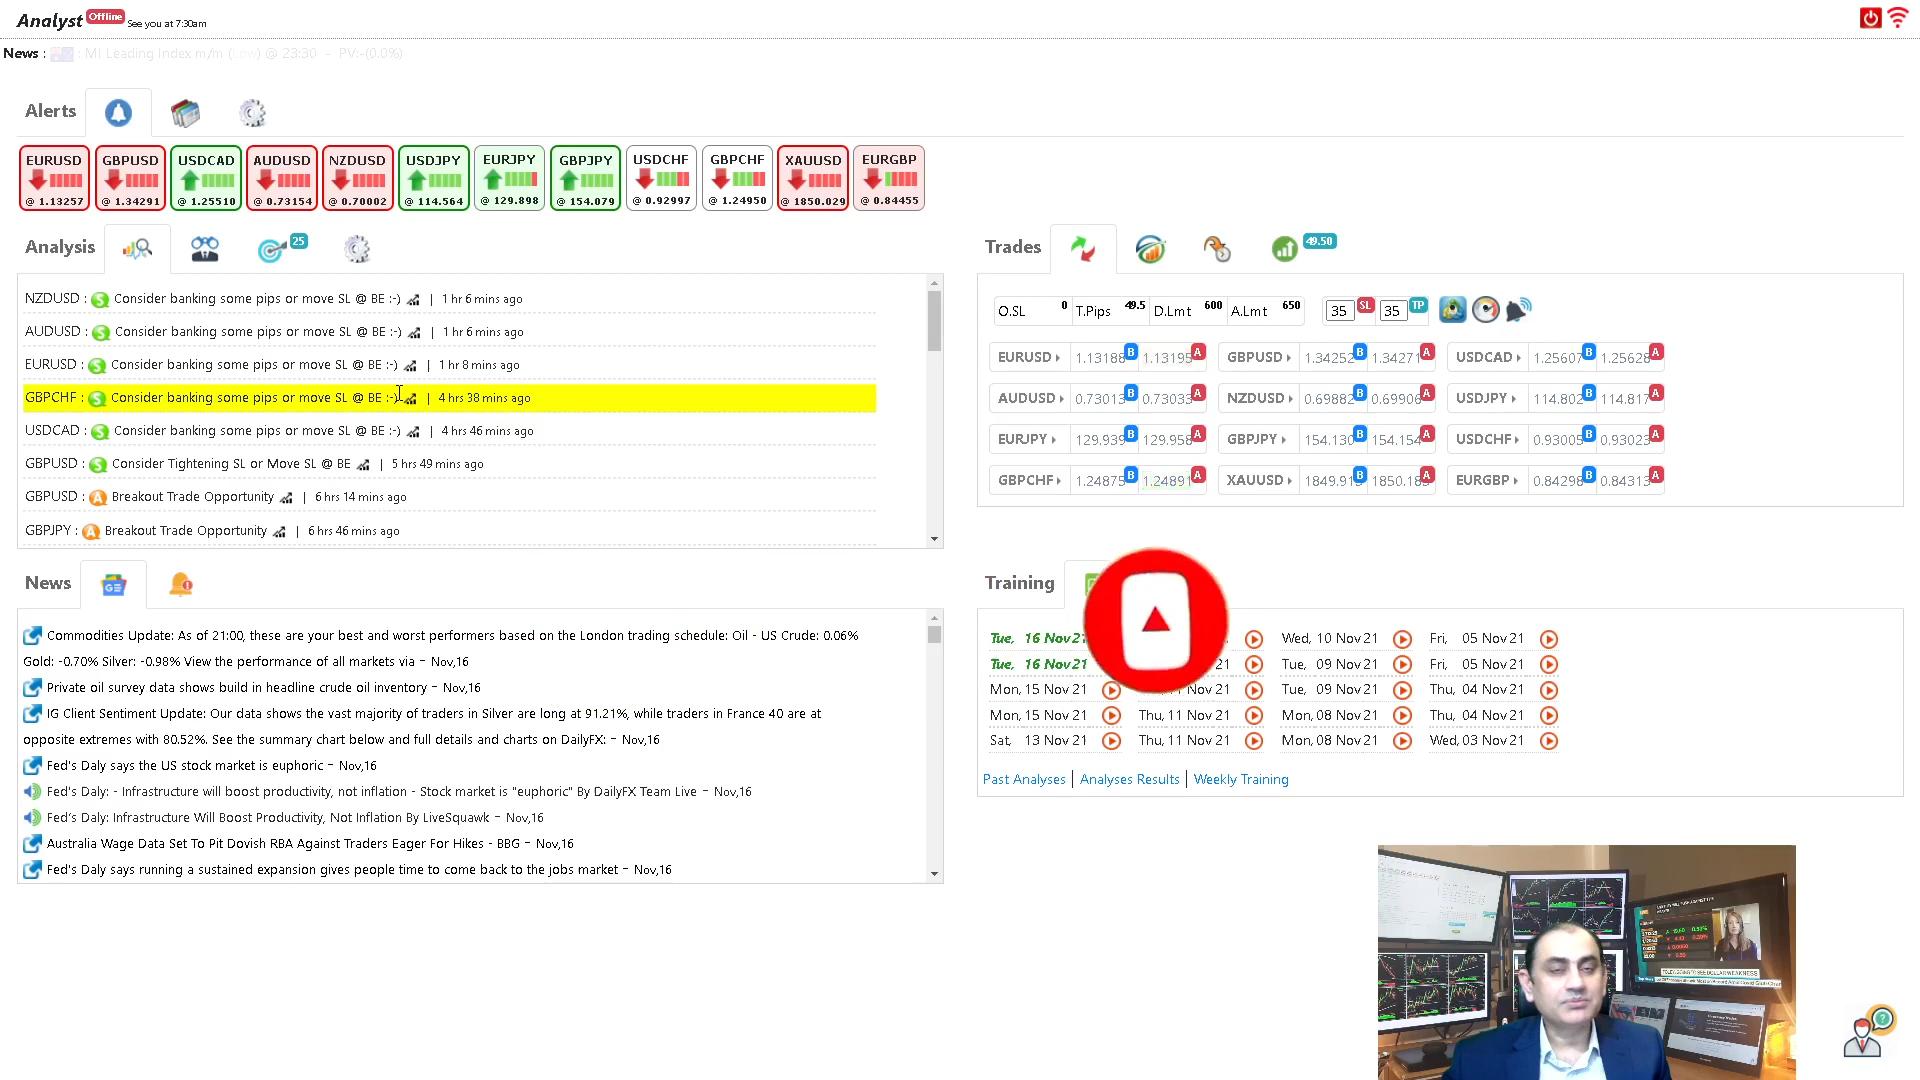 Analyst Offline See you at 7:30am
News : : MI Leading Index m/m (Low) @ 23:30 - PV:-(0.0%)
Alerts
EURUSD GBPUSD USDCAD AUDUSD NZDUSD USDJPY EURJPY GBPJPY USDCHF GBPCHF XAUUSD EURGBP
@ 1.13257 @ 1.34291 @ 1.25510 @ 0.73154 @ 0.70002 @ 114.564 @ 129.898 @ 154.079 @ 0.92997 @ 1.24950 @ 1850.029 @ 0.84455
Analysis 25
NZDUSD : S Consider banking some pips or move SL @ BE :-) | 1 hr 6 mins ago
AUDUSD : S Consider banking some pips or move SL @ BE :-) | 1 hr 6 mins ago
EURUSD : S Consider banking some pips or move SL @ BE :-) | 1 hr 8 mins ago
GBPCHF : S Consider banking some pips or move SL @ BE :-) | 4 hrs 38 mins ago
USDCAD : S Consider banking some pips or move SL @ BE :-) | 4 hrs 46 mins ago
GBPUSD : S Consider Tightening SL or Move SL @ BE | 5 hrs 49 mins ago
GBPUSD : A Breakout Trade Opportunity | 6 hrs 14 mins ago
GBPJPY : A Breakout Trade Opportunity | 6 hrs 46 mins ago
Trades 49.50
O.SL 0 T.Pips 49.5 D.Lmt 600 A.Lmt 650 35 SL 35 TP
EURUSD 1.13188 B 1.13195 A GBPUSD 1.34252 B 1.34271 A USDCAD 1.25607 B 1.25628 A
AUDUSD 0.73013 B 0.73033 A NZDUSD 0.69882 B 0.69906 A USDJPY 114.802 B 114.817 A
EURJPY 129.939 B 129.958 A GBPJPY 154.130 B 154.154 A USDCHF 0.93005 B 0.93023 A
GBPCHF 1.24875 B 1.24891 A XAUUSD B A EURGBP 0.84298 B 0.84313 A
News GE
Commodities Update: As of 21:00, these are your best and worst performers based on the London trading schedule: Oil - US Crude: 0.06%
Gold: -0.70% Silver: -0.98% View the performance of all markets via - Nov,16
Private oil survey data shows build in headline crude oil inventory - Nov,16
IG Client Sentiment Update: Our data shows the vast majority of traders in Silver are long at 91.21%, while traders in France 40 are at
opposite extremes with 80.52%. See the summary chart below and full details and charts on DailyFX: - Nov,16
Fed's Daly says the US stock market is euphoric - Nov,16
Fed's Daly: - Infrastructure will boost productivity, not inflation - Stock market is "euphoric" By DailyFX Team Live - Nov,16
Fed's Daly: Infrastructure Will Boost Productivity, Not Inflation By LiveSquawk - Nov,16
Australia Wage Data Set To Pit Dovish RBA Against Traders Eager For Hikes - BBG - Nov,16
Fed's Daly says running a sustained expansion gives people time to come back to the jobs market - Nov,16
Training
Tue, 16 Nov 21 Wed, 10 Nov 21 Fri, 05 Nov 21
Tue, 16 Nov 21 21 Tue, 09 Nov 21 Fri, 05 Nov 21
Mon, 15 Nov 21 Nov 21 Tue, 09 Nov 21 Thu, 04 Nov 21
Mon, 15 Nov 21 Thu, 11 Nov 21 Mon, 08 Nov 21 Thu, 04 Nov 21
Sat, 13 Nov 21 Thu, 11 Nov 21 Mon, 08 Nov 21 Wed, 03 Nov 21
Past Analyses | Analyses Results | Weekly Training